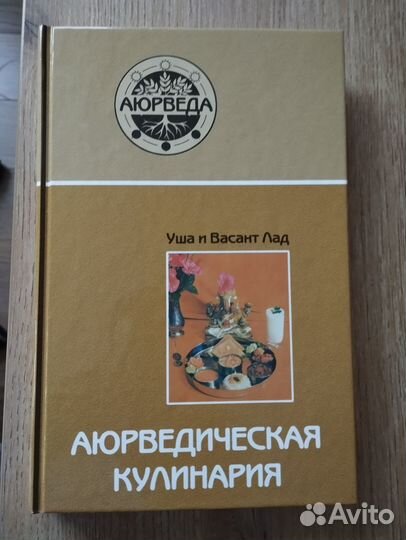 АЮРВЕДА
Уша и Васант Лад
АЮРВЕДИЧЕСКАЯ
КУЛИНАРИЯ
Avito